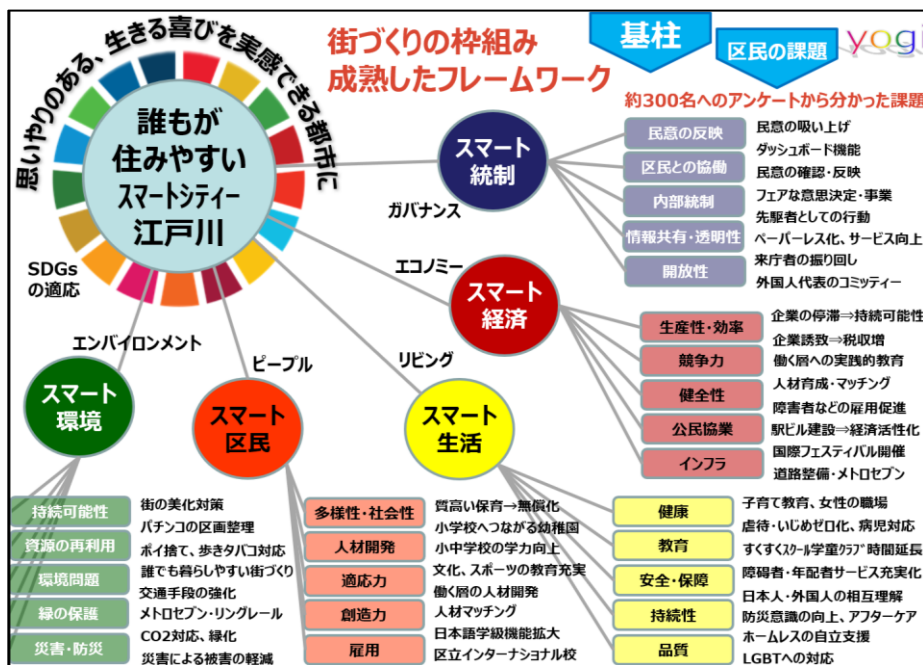 思いやりのある、生きる喜びを実感できる都市に
誰もが
住みやすい
スマートシティー
江戸川
SDGs
の適応
街づくりの枠組み
成熟したフレームワーク
基柱
区民の課題
yogi
約300名へのアンケートから分かった課題
スマート
統制
ガバナンス
民意の反映
区民との協働
内部統制
情報共有・透明性
開放性
民意の吸い上げ
ダッシュボード機能
民意の確認・反映
フェアな意思決定・事業
先駆者としての行動
ペーパーレス化、サービス向上
来庁者の振り回し
外国人代表のコミッティー
エコノミー
スマート
経済
生産性・効率
競争力
健全性
公民協業
インフラ
企業の停滞⇒持続可能性
企業誘致⇒税収増
働く層への実践的教育
人材育成・マッチング
障害者などの雇用促進
駅ビル建設⇒経済活性化
国際フェスティバル開催
道路整備・メトロセブン
エンバイロンメント
スマート
環境
持続可能性
資源の再利用
環境問題
緑の保護
災害・防災
街の美化対策
パチンコの区画整理
ポイ捨て、歩きタバコ対応
誰でも暮らしやすい街づくり
交通手段の強化
メトロセブン・リングレール
CO2対応、緑化
災害による被害の軽減
ピープル
スマート
区民
多様性・社会性
人材開発
適応力
創造力
雇用
質高い保育→無償化
小学校へつながる幼稚園
小中学校の学力向上
文化、スポーツの教育充実
働く層の人材開発
人材マッチング
日本語学級機能拡大
区立インターナショナル校
リビング
スマート
生活
健康
教育
安全・保障
持続性
品質
子育て教育、女性の職場
虐待・いじめゼロ化、病児対応
すくすくスクール学童クラブ時間延長
障碍者・年配者サービス充実化
日本人・外国人の相互理解
防災意識の向上、アフターケア
ホームレスの自立支援
LGBTへの対応